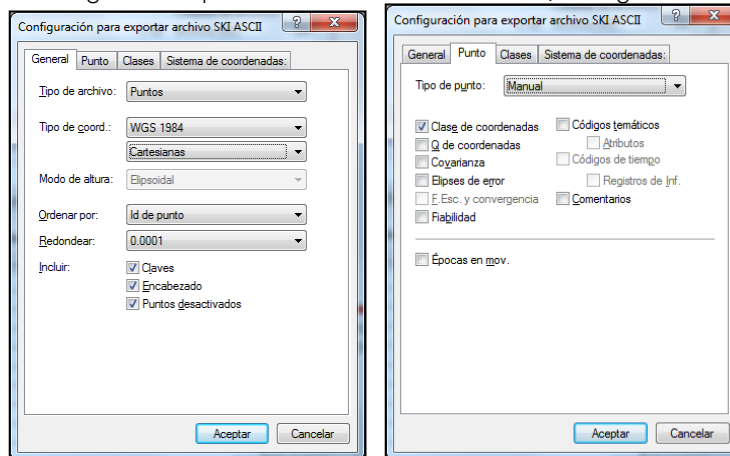 Configuración para exportar archivo SKI ASCII
General Punto Clases Sistema de coordenadas:
Tipo de archivo: Puntos
Tipo de coord.: WGS 1984
Cartesianas
Modo de altura: Elipsoidal
Ordenar por: Id de punto
Redondear: 0.0001
Incluir: Claves
Encabezado
Puntos desactivados
Aceptar Cancelar
Configuración para exportar archivo SKI ASCII
General Punto Clases Sistema de coordenadas:
Tipo de punto: Manual
Clase de coordenadas Códigos temáticos
Q de coordenadas Atributos
Covarianza Códigos de tiempo
Elipses de error Registros de Inf.
F.Esc. y convergencia Comentarios
Fiabilidad
Épocas en mov.
Aceptar Cancelar